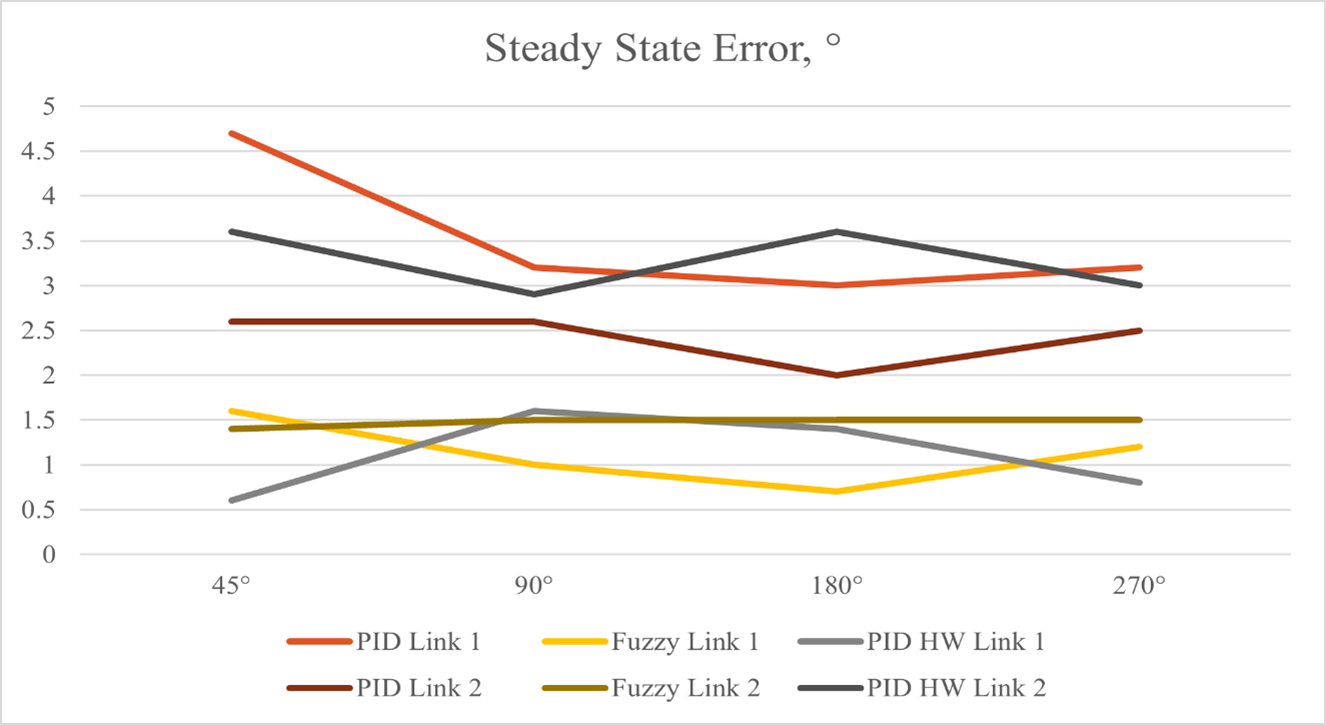 Steady State Error, °
5
4.5
4
3.5
3
2.5
2
1.5
1
0.5
0
45° 90° 180° 270°
PID Link 1 Fuzzy Link 1 PID HW Link 1
PID Link 2 Fuzzy Link 2 PID HW Link 2